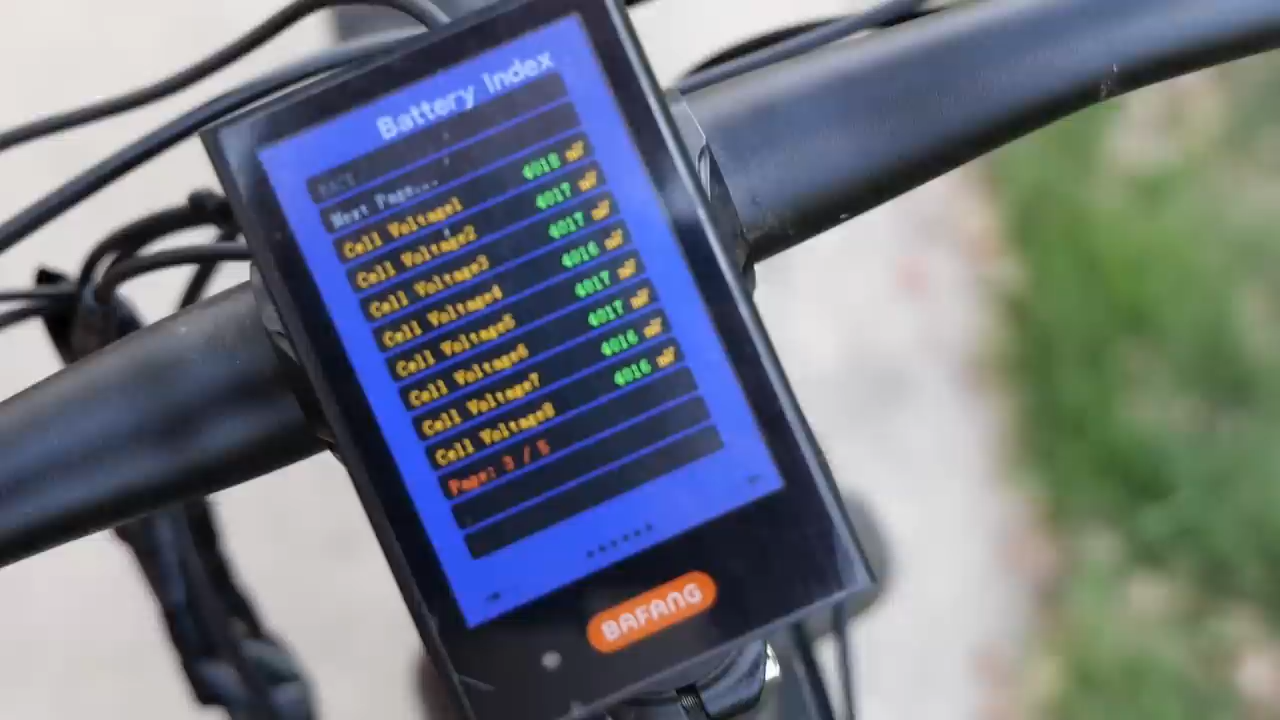 Battery Index
BACK
Next Page...
Cell Voltage1 4018 mV
Cell Voltage2 4017 mV
Cell Voltage3 4017 mV
Cell Voltage4 4016 mV
Cell Voltage5 4017 mV
Cell Voltage6 4017 mV
Cell Voltage7 4016 mV
Cell Voltage8 4016 mV
Page: 3 / 5
BAFANG